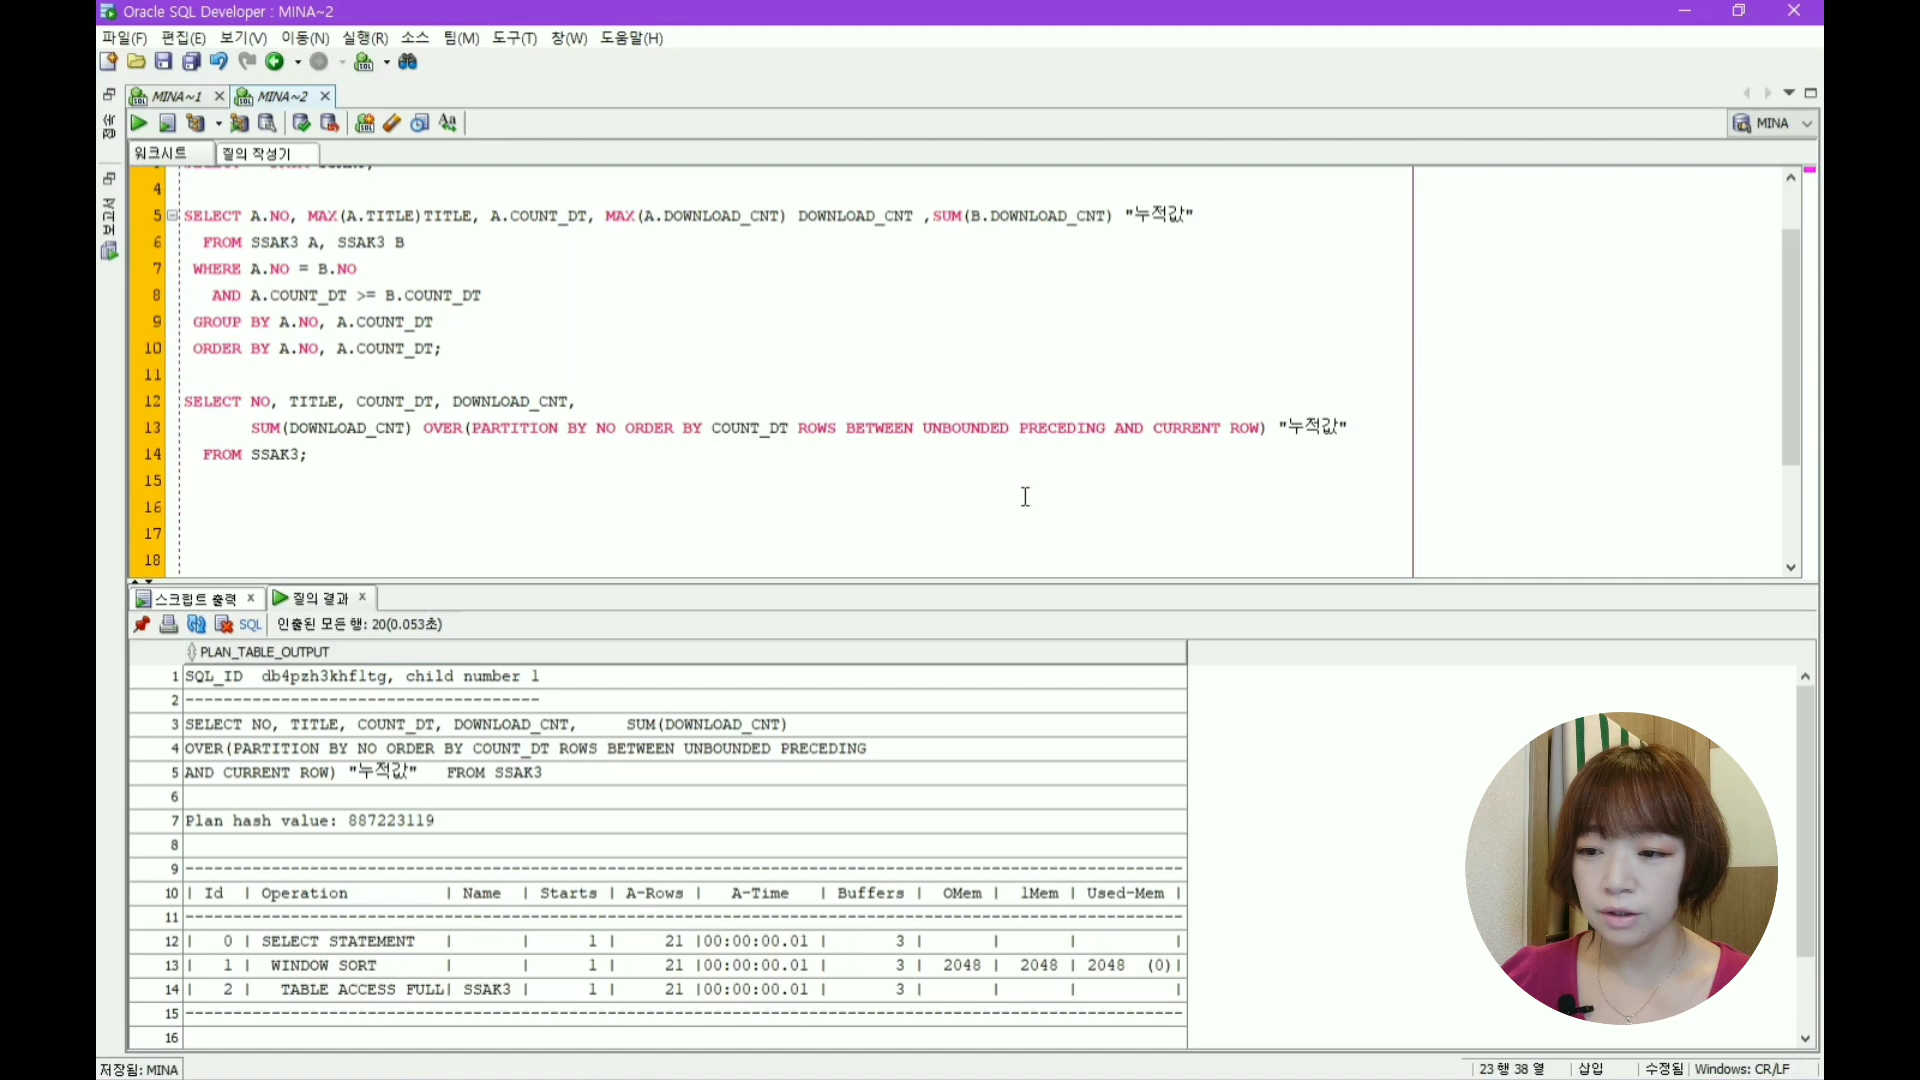 Oracle SQL Developer : MINA~2
파일(F) 편집(E) 보기(V) 이동(N) 실행(R) 소스 팀(M) 도구(T) 창(W) 도움말(H)
MINA~1 MINA~2
MINA
워크시트 질의 작성기
4
5 SELECT A.NO, MAX(A.TITLE)TITLE, A.COUNT_DT, MAX(A.DOWNLOAD_CNT) DOWNLOAD_CNT ,SUM(B.DOWNLOAD_CNT) "누적값"
6 FROM SSAK3 A, SSAK3 B
7 WHERE A.NO = B.NO
8 AND A.COUNT_DT >= B.COUNT_DT
9 GROUP BY A.NO, A.COUNT_DT
10 ORDER BY A.NO, A.COUNT_DT;
11
12 SELECT NO, TITLE, COUNT_DT, DOWNLOAD_CNT,
13 SUM(DOWNLOAD_CNT) OVER(PARTITION BY NO ORDER BY COUNT_DT ROWS BETWEEN UNBOUNDED PRECEDING AND CURRENT ROW) "누적값"
14 FROM SSAK3;
15
16
17
18
스크립트 출력 x 질의 결과 x
SQL 인출된 모든 행: 20(0.053초)
PLAN_TABLE_OUTPUT
1 SQL_ID db4pzh3khfltg, child number 1
2 -------------------------------------
3 SELECT NO, TITLE, COUNT_DT, DOWNLOAD_CNT, SUM(DOWNLOAD_CNT)
4 OVER(PARTITION BY NO ORDER BY COUNT_DT ROWS BETWEEN UNBOUNDED PRECEDING
5 AND CURRENT ROW) "누적값" FROM SSAK3
6
7 Plan hash value: 887223119
8
9 --------------------------------------------------------------------------------------------------------
10 | Id | Operation | Name | Starts | A-Rows | A-Time | Buffers | OMem | 1Mem | Used-Mem |
11 --------------------------------------------------------------------------------------------------------
12 | 0 | SELECT STATEMENT | | 1 | 21 |00:00:00.01 | 3 | | | |
13 | 1 | WINDOW SORT | | 1 | 21 |00:00:00.01 | 3 | 2048 | 2048 | 2048 (0)|
14 | 2 | TABLE ACCESS FULL| SSAK3 | 1 | 21 |00:00:00.01 | 3 | | | |
15 --------------------------------------------------------------------------------------------------------
16
저장됨: MINA 23 행 38 열 삽입 수정됨 Windows: CR/LF